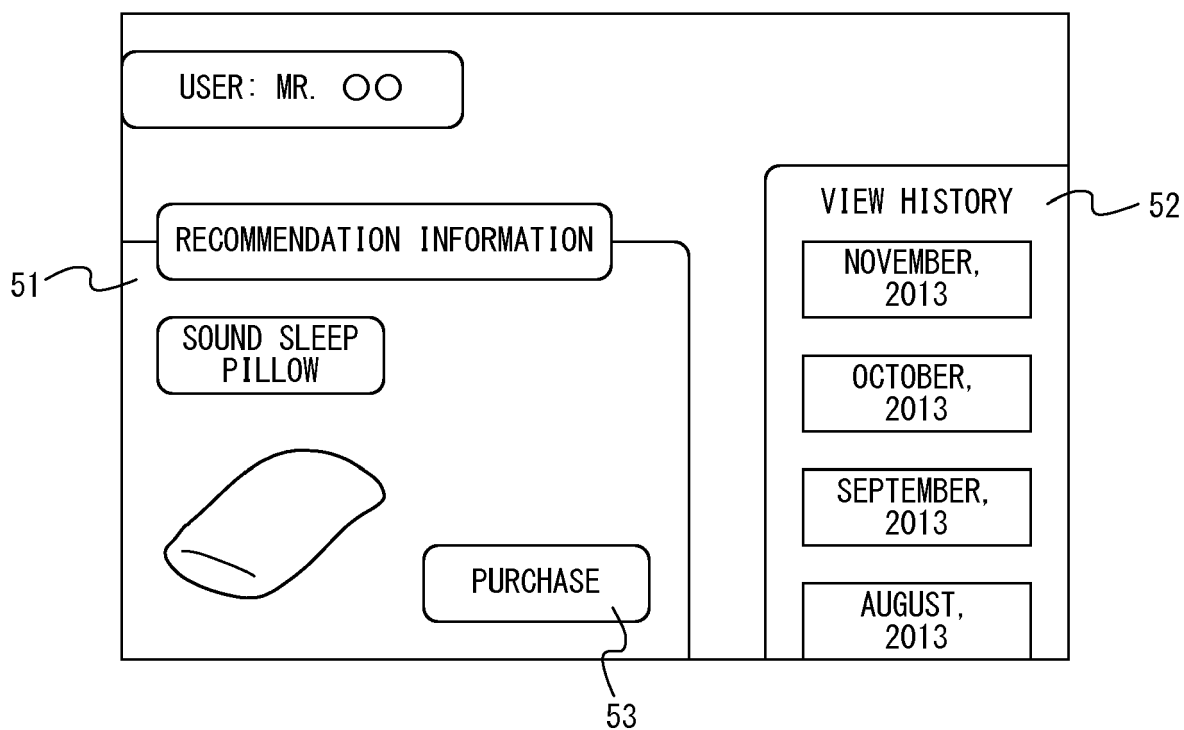 USER: MR. ○○
VIEW HISTORY
52
RECOMMENDATION INFORMATION
51
NOVEMBER,
2013
SOUND SLEEP
PILLOW
OCTOBER,
2013
SEPTEMBER,
2013
PURCHASE
AUGUST,
2013
53